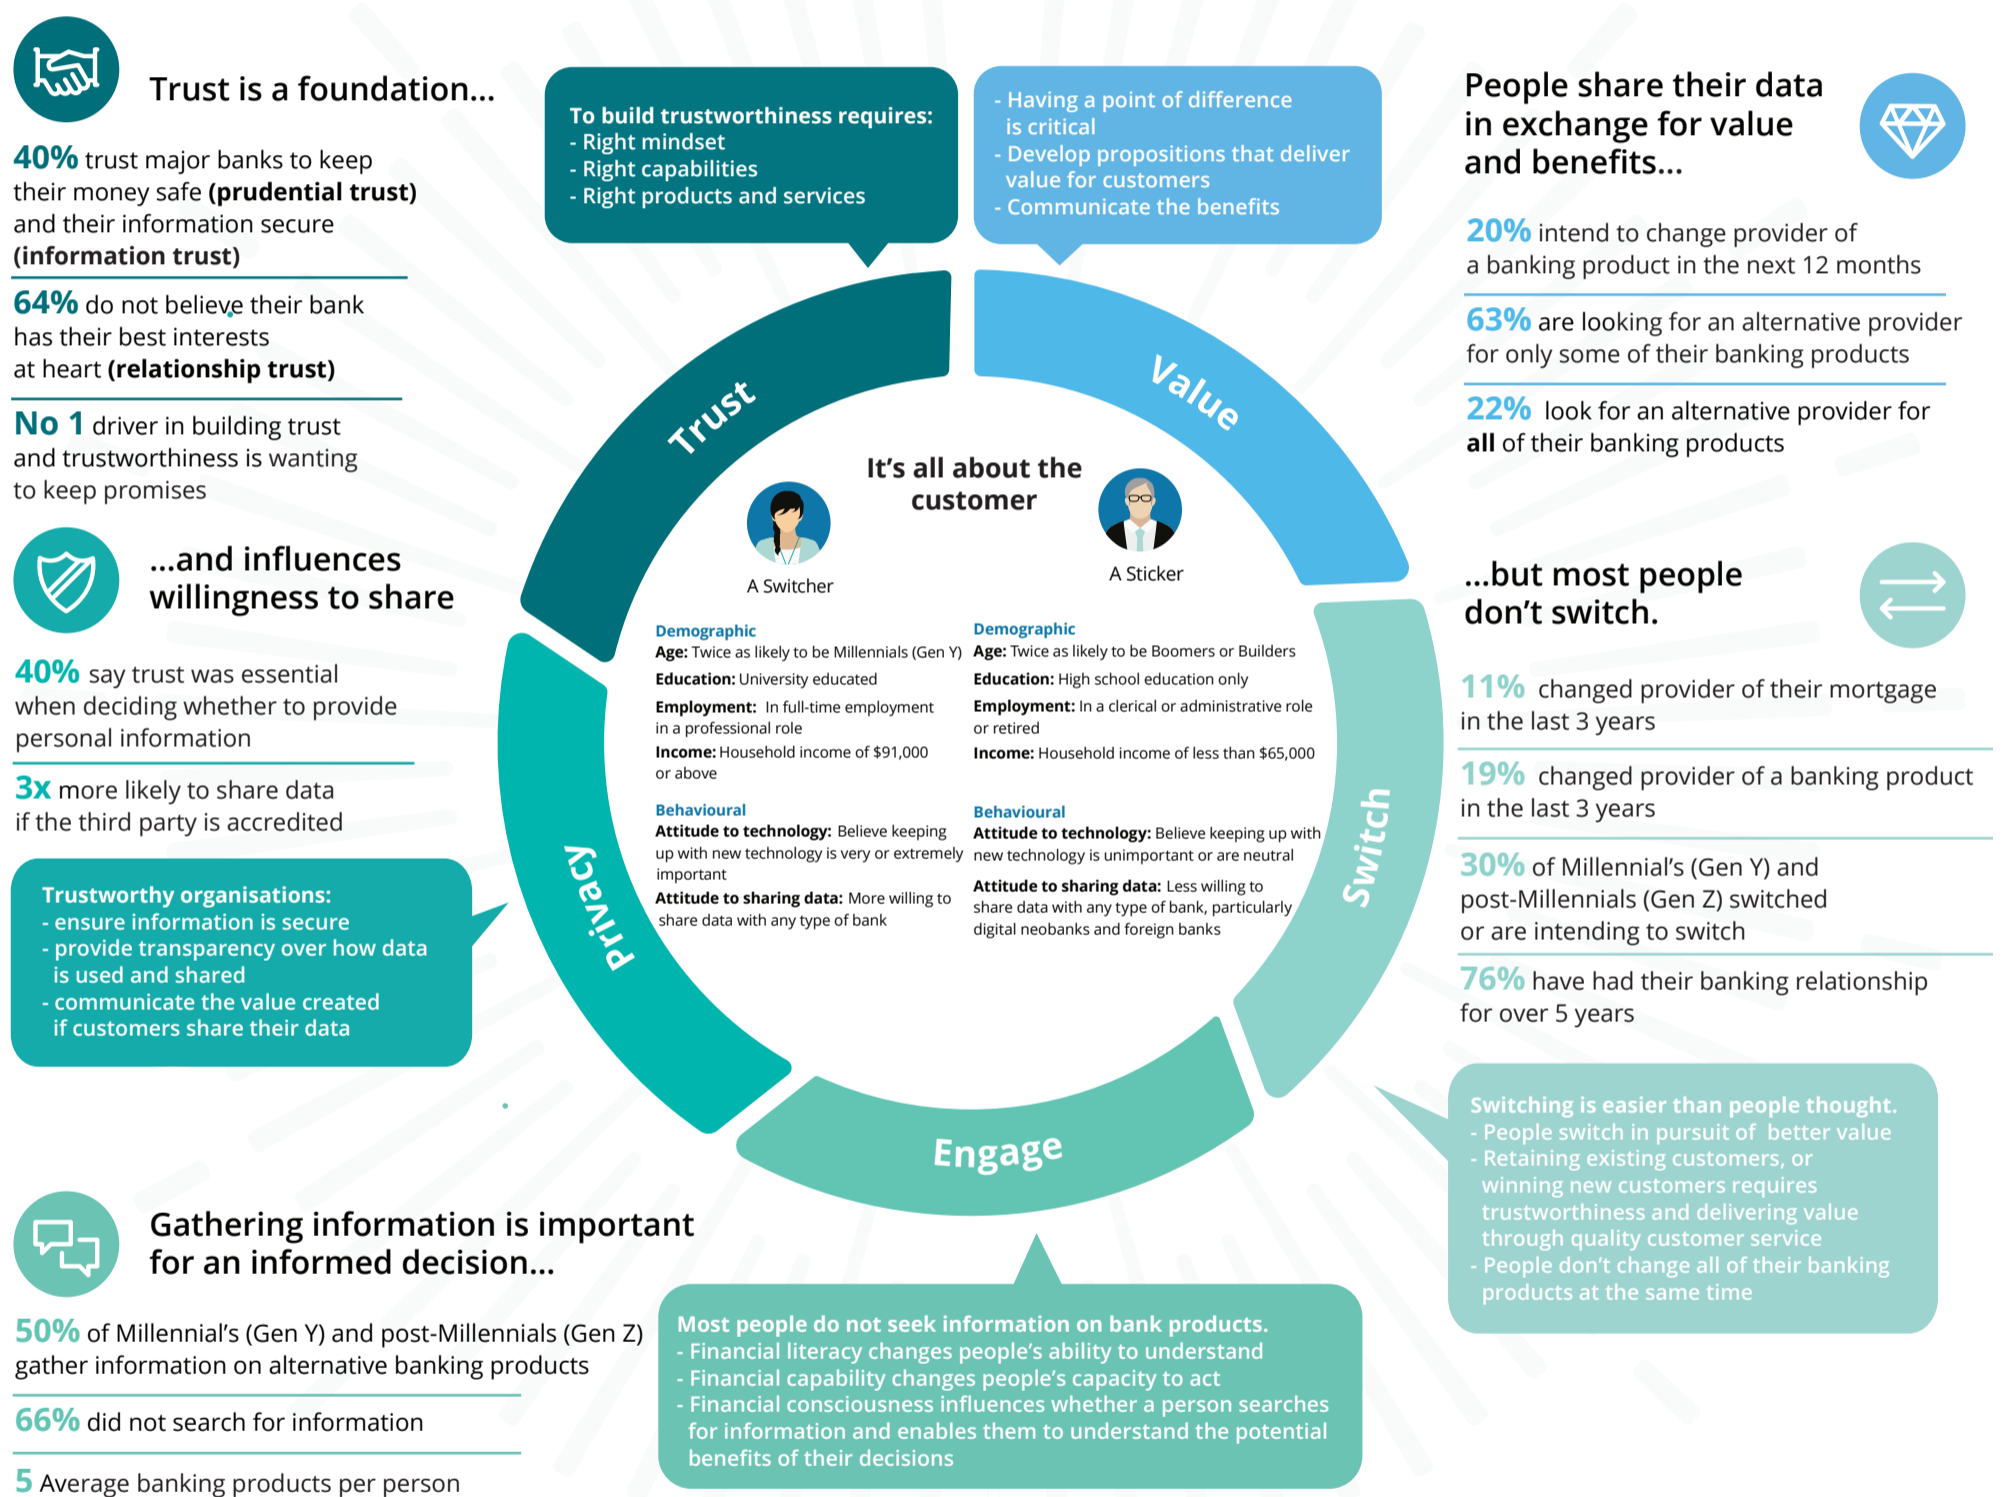 Trust is a foundation...
40% trust major banks to keep
their money safe (prudential trust)
and their information secure
(information trust)
64% do not believe their bank
has their best interests
at heart (relationship trust)
No 1 driver in building trust
and trustworthiness is wanting
to keep promises
...and influences
willingness to share
40% say trust was essential
when deciding whether to provide
personal information
3x more likely to share data
if the third party is accredited
Trustworthy organisations:
- ensure information is secure
- provide transparency over how data
is used and shared
- communicate the value created
if customers share their data
Gathering information is important
for an informed decision...
50% of Millennial's (Gen Y) and post-Millennials (Gen Z)
gather information on alternative banking products
66% did not search for information
5 Average banking products per person
To build trustworthiness requires:
- Right mindset
- Right capabilities
- Right products and services
- Having a point of difference
is critical
- Develop propositions that deliver
value for customers
- Communicate the benefits
Trust
Value
Switch
Engage
Privacy
It's all about the
customer
A Switcher
Demographic
Age: Twice as likely to be Millennials (Gen Y)
Education: University educated
Employment: In full-time employment
in a professional role
Income: Household income of $91,000
or above
Behavioural
Attitude to technology: Believe keeping
up with new technology is very or extremely
important
Attitude to sharing data: More willing to
share data with any type of bank
A Sticker
Demographic
Age: Twice as likely to be Boomers or Builders
Education: High school education only
Employment: In a clerical or administrative role
or retired
Income: Household income of less than $65,000
Behavioural
Attitude to technology: Believe keeping up with
new technology is unimportant or are neutral
Attitude to sharing data: Less willing to
share data with any type of bank, particularly
digital neobanks and foreign banks
Most people do not seek information on bank products.
- Financial literacy changes people's ability to understand
- Financial capability changes people's capacity to act
- Financial consciousness influences whether a person searches
for information and enables them to understand the potential
benefits of their decisions
People share their data
in exchange for value
and benefits...
20% intend to change provider of
a banking product in the next 12 months
63% are looking for an alternative provider
for only some of their banking products
22% look for an alternative provider for
all of their banking products
...but most people
don't switch.
11% changed provider of their mortgage
in the last 3 years
19% changed provider of a banking product
in the last 3 years
30% of Millennial's (Gen Y) and
post-Millennials (Gen Z) switched
or are intending to switch
76% have had their banking relationship
for over 5 years
Switching is easier than people thought.
- People switch in pursuit of better value
- Retaining existing customers, or
winning new customers requires
trustworthiness and delivering value
through quality customer service
- People don't change all of their banking
products at the same time